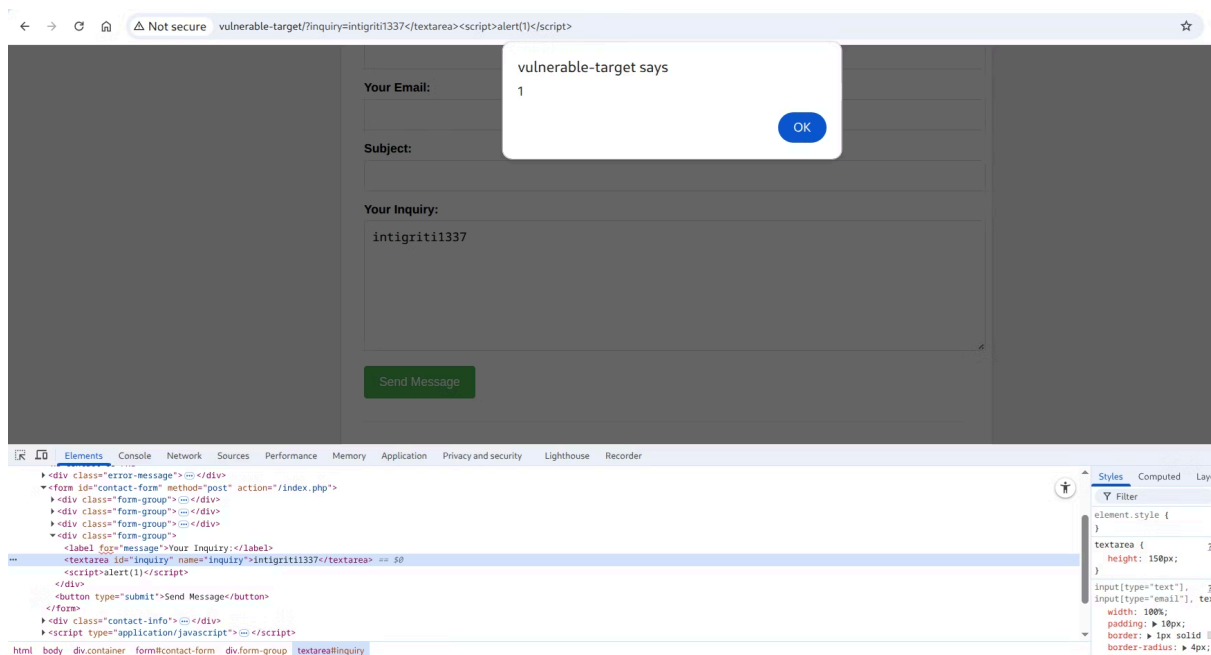 Not secure vulnerable-target/?inquiry=intigriti1337</textarea><script>alert(1)</script>
vulnerable-target says
1
OK
Your Email:
Subject:
Your Inquiry:
intigriti1337
Send Message
Elements Console Network Sources Performance Memory Application Privacy and security Lighthouse Recorder
<div class="error-message">…</div>
<form id="contact-form" method="post" action="/index.php">
<div class="form-group">…</div>
<div class="form-group">…</div>
<div class="form-group">…</div>
<div class="form-group">
<label for="message">Your Inquiry:</label>
<textarea id="inquiry" name="inquiry">intigriti1337</textarea> == $0
<script>alert(1)</script>
</div>
<button type="submit">Send Message</button>
</form>
<div class="contact-info">…</div>
<script type="application/javascript">…</script>
html body div.container form#contact-form div.form-group textarea#inquiry
Styles Computed Lay
Filter
element.style {
}
textarea {
height: 150px;
}
input[type="text"],
input[type="email"], te
width: 100%;
padding: 10px;
border: 1px solid
border-radius: 4px;